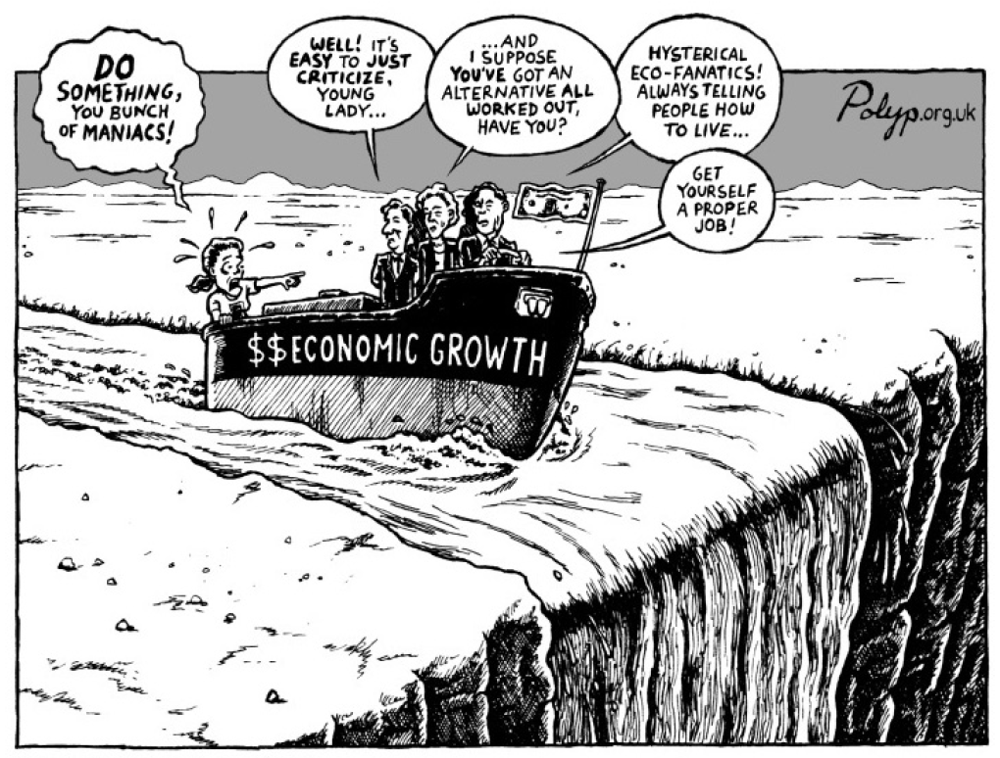 DO
SOMETHING,
YOU BUNCH
OF MANIACS!
WELL! IT'S
EASY TO JUST
CRITICIZE,
YOUNG
LADY...
...AND
I SUPPOSE
YOU'VE GOT AN
ALTERNATIVE ALL
WORKED OUT,
HAVE YOU?
HYSTERICAL
ECO-FANATICS!
ALWAYS TELLING
PEOPLE HOW
TO LIVE...
GET
YOURSELF
A PROPER
JOB!
Polyp.org.uk
$$ECONOMIC GROWTH